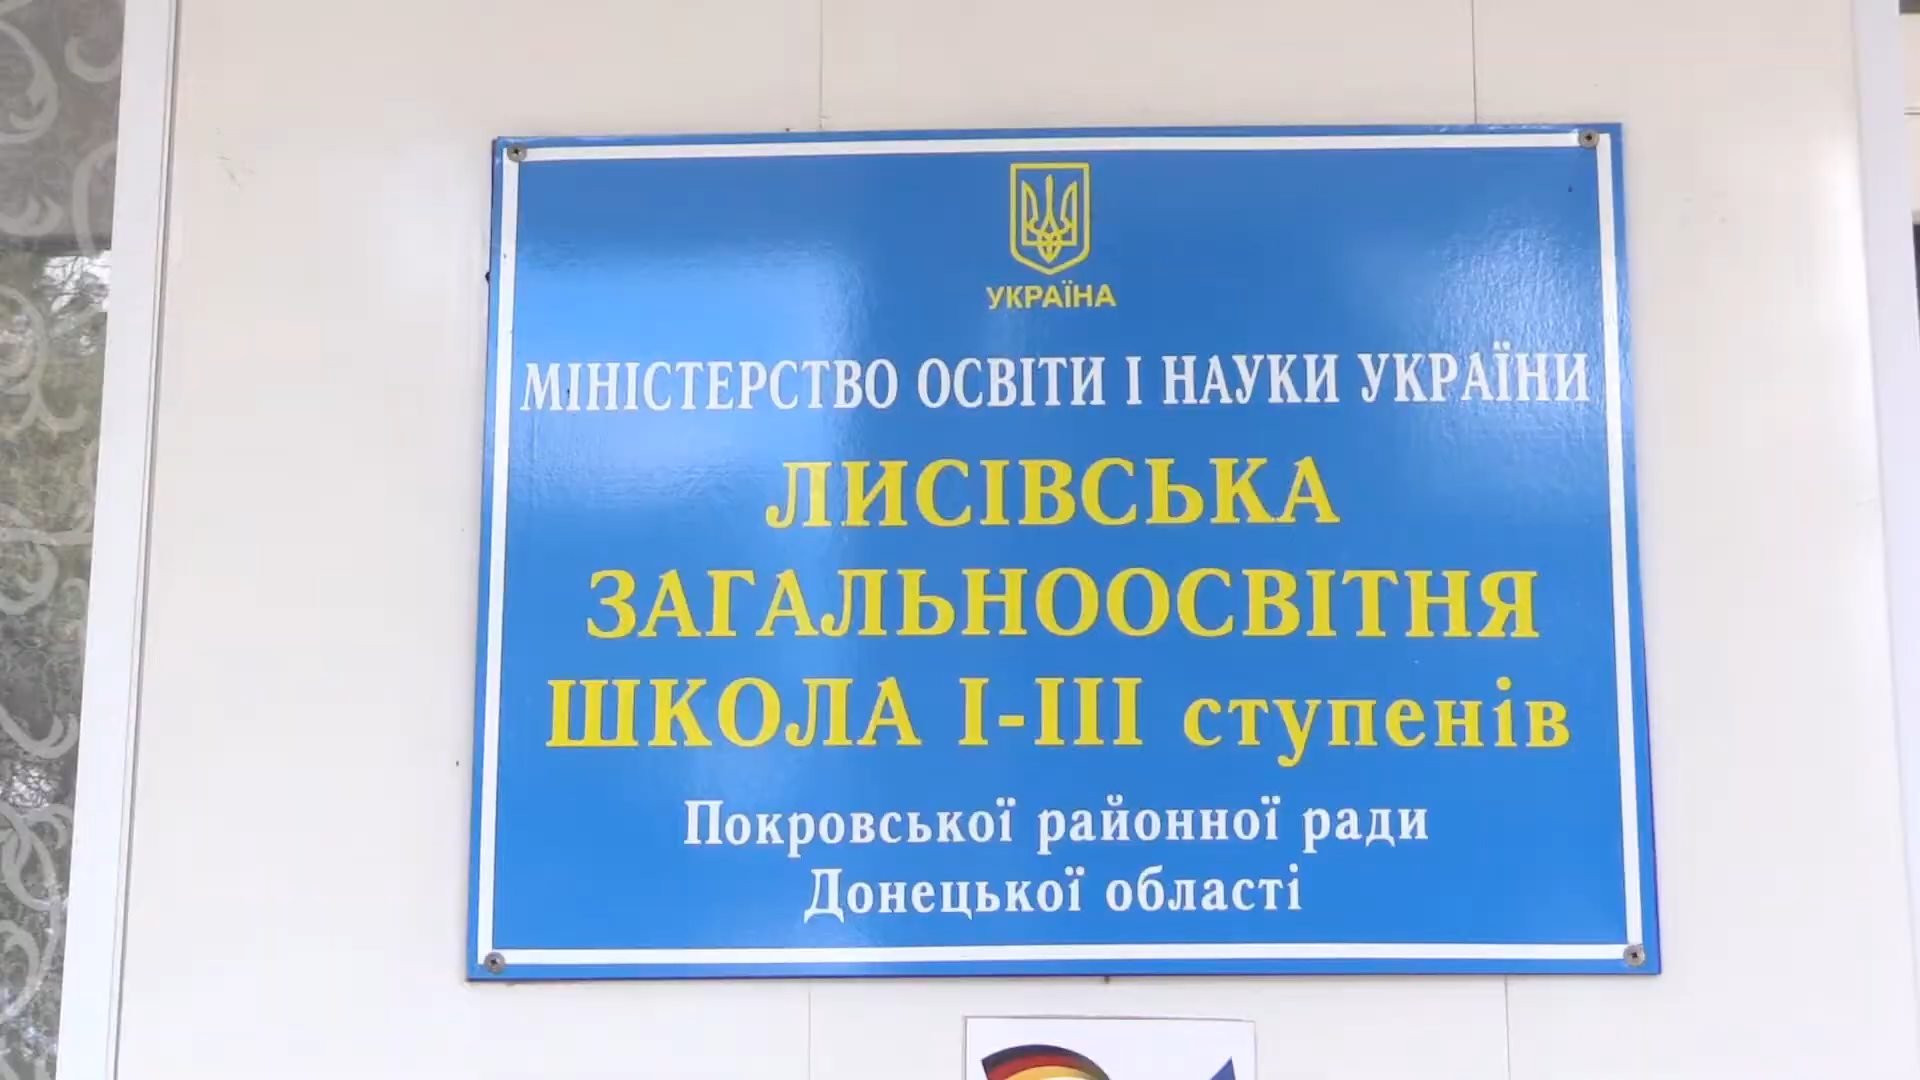 УКРАЇНА
МІНІСТЕРСТВО ОСВІТИ І НАУКИ УКРАЇНИ
ЛИСІВСЬКА
ЗАГАЛЬНООСВІТНЯ
ШКОЛА І-ІІІ ступенів
Покровської районної ради
Донецької області